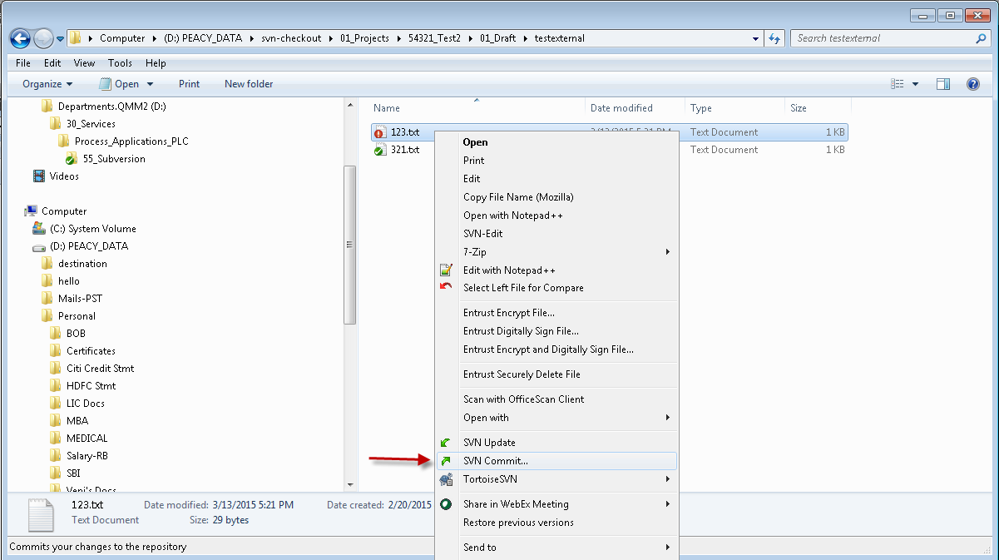 Computer (D:) PEACY_DATA svn-checkout 01_Projects 54321_Test2 01_Draft testexternal Search testexternal
File Edit View Tools Help
Organize Open Print New folder
Departments.QMM2 (D:)
30_Services
Process_Applications_PLC
55_Subversion
Videos
Computer
(C:) System Volume
(D:) PEACY_DATA
destination
hello
Mails-PST
Personal
BOB
Certificates
Citi Credit Stmt
HDFC Stmt
LIC Docs
MBA
MEDICAL
Salary-RB
SBI
Veni's Docs
Name Date modified Type Size
123.txt 3/13/2015 5:21 PM Text Document 1 KB
321.txt Text Document 1 KB
Open
Print
Edit
Copy File Name (Mozilla)
Open with Notepad++
SVN-Edit
7-Zip
Edit with Notepad++
Select Left File for Compare
Entrust Encrypt File...
Entrust Digitally Sign File...
Entrust Encrypt and Digitally Sign File...
Entrust Securely Delete File
Scan with OfficeScan Client
Open with
SVN Update
SVN Commit...
TortoiseSVN
Share in WebEx Meeting
Restore previous versions
Send to
123.txt Date modified: 3/13/2015 5:21 PM Date created: 2/20/2015
Text Document Size: 29 bytes
Commits your changes to the repository